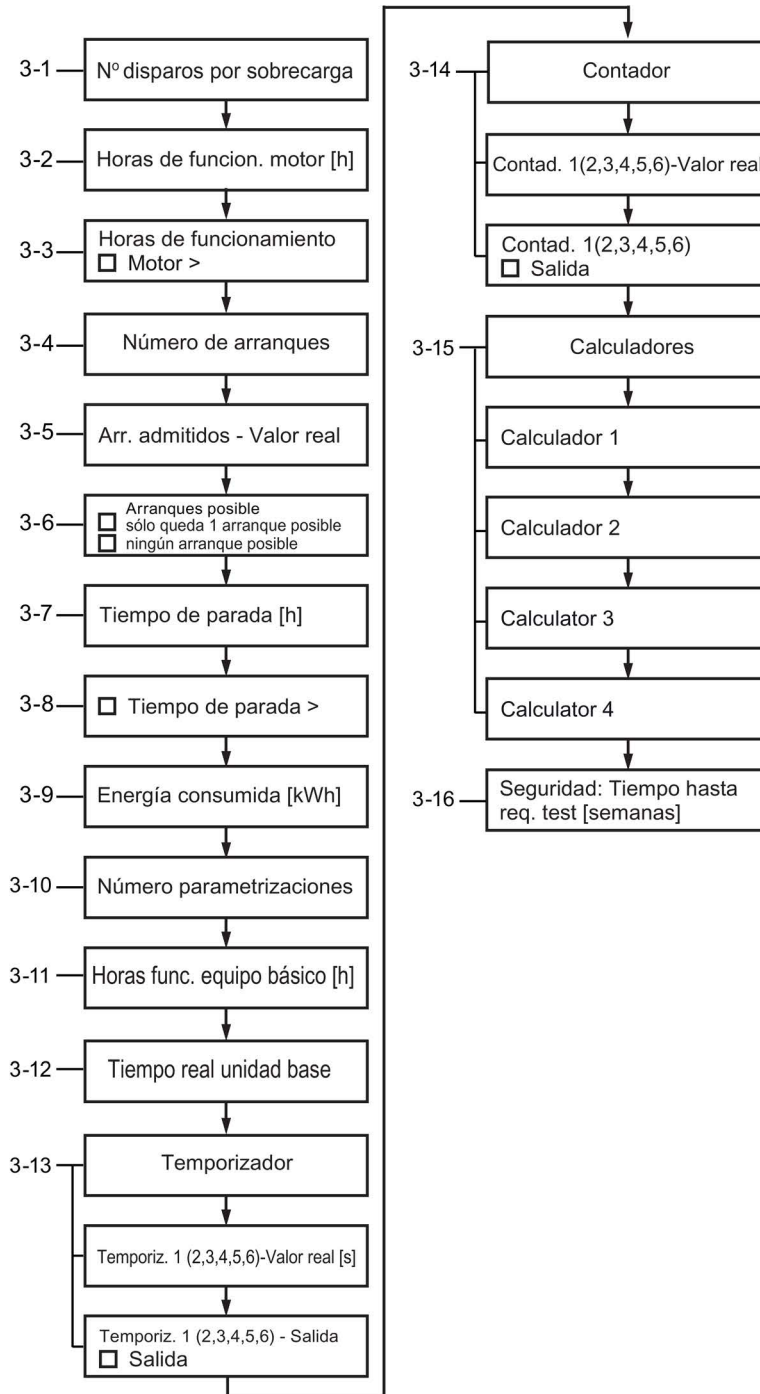 3-1
Nº disparos por sobrecarga
3-2
Horas de funcion. motor [h]
3-3
Horas de funcionamiento
Motor >
3-4
Número de arranques
3-5
Arr. admitidos - Valor real
3-6
Arranques posible
sólo queda 1 arranque posible
ningún arranque posible
3-7
Tiempo de parada [h]
3-8
Tiempo de parada >
3-9
Energía consumida [kWh]
3-10
Número parametrizaciones
3-11
Horas func. equipo básico [h]
3-12
Tiempo real unidad base
3-13
Temporizador
Temporiz. 1 (2,3,4,5,6)-Valor real [s]
Temporiz. 1 (2,3,4,5,6) - Salida
Salida
3-14
Contador
Contad. 1(2,3,4,5,6)-Valor real
Contad. 1(2,3,4,5,6)
Salida
3-15
Calculadores
Calculador 1
Calculador 2
Calculator 3
Calculator 4
3-16
Seguridad: Tiempo hasta
req. test [semanas]